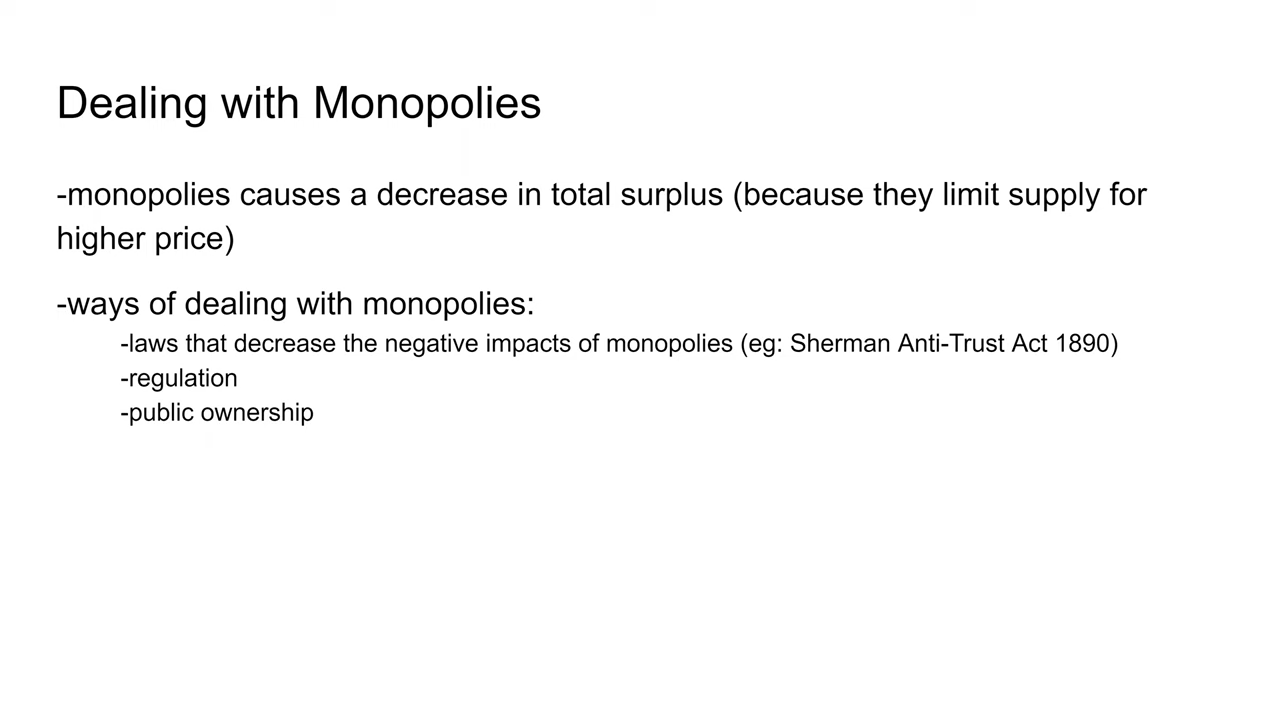 Dealing with Monopolies
-monopolies causes a decrease in total surplus (because they limit supply for
higher price)
-ways of dealing with monopolies:
-laws that decrease the negative impacts of monopolies (eg: Sherman Anti-Trust Act 1890)
-regulation
-public ownership